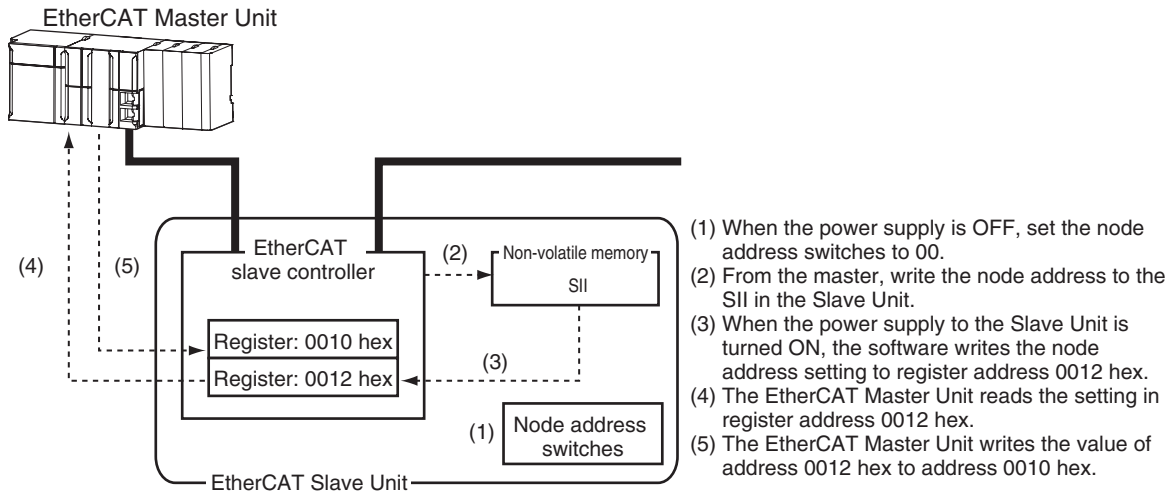 EtherCAT Master Unit
(4)
(5)
EtherCAT
slave controller
(2)
Non-volatile memory
SII
Register: 0010 hex
Register: 0012 hex
(3)
(1)
Node address
switches
EtherCAT Slave Unit
(1) When the power supply is OFF, set the node
address switches to 00.
(2) From the master, write the node address to the
SII in the Slave Unit.
(3) When the power supply to the Slave Unit is
turned ON, the software writes the node
address setting to register address 0012 hex.
(4) The EtherCAT Master Unit reads the setting in
register address 0012 hex.
(5) The EtherCAT Master Unit writes the value of
address 0012 hex to address 0010 hex.